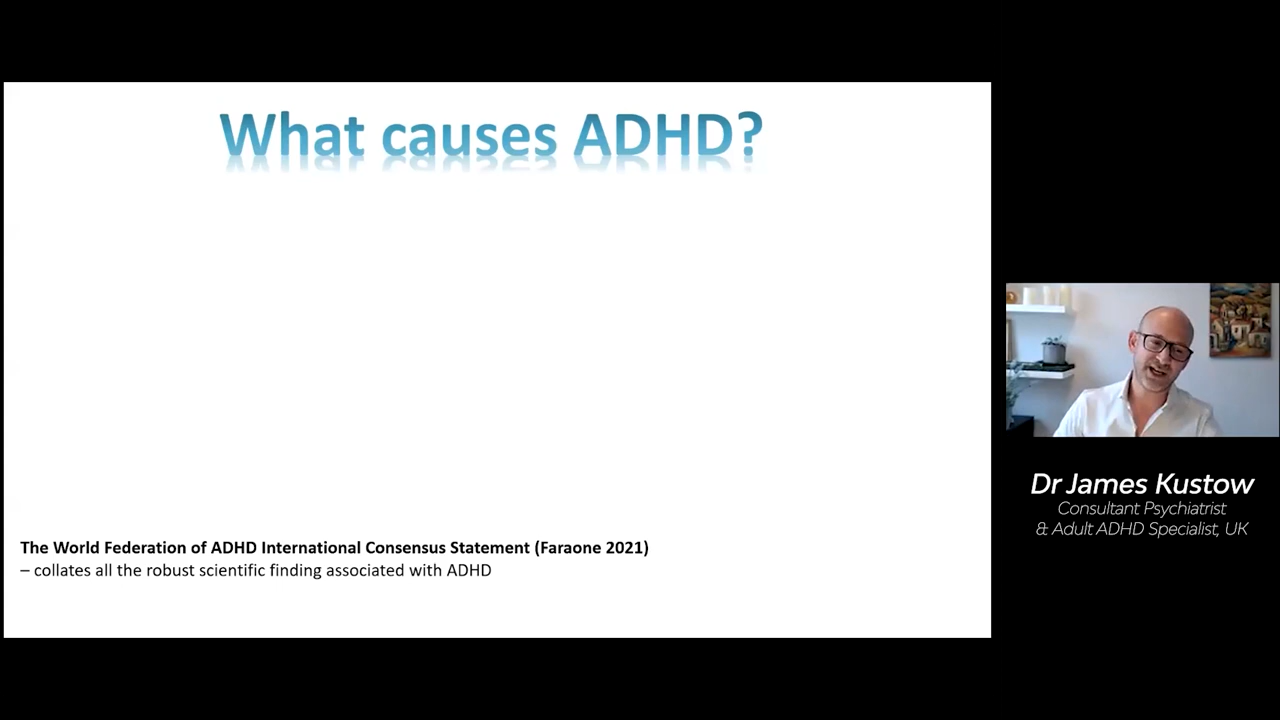 What causes ADHD?
The World Federation of ADHD International Consensus Statement (Faraone 2021)
– collates all the robust scientific finding associated with ADHD
Dr James Kustow
Consultant Psychiatrist
& Adult ADHD Specialist, UK